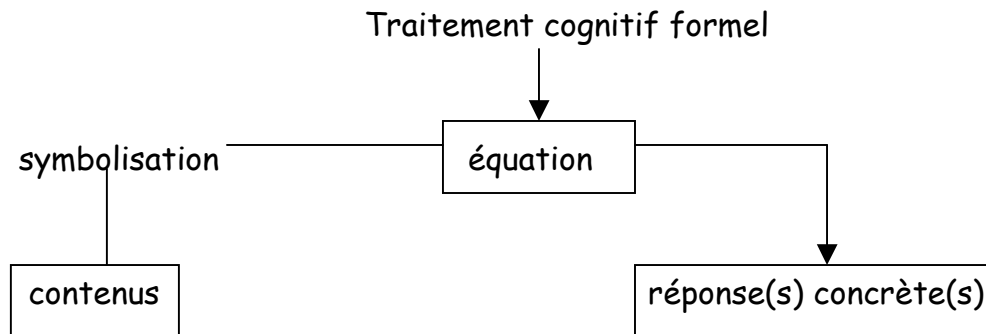 Traitement cognitif formel
symbolisation
équation
contenus
réponse(s) concrète(s)